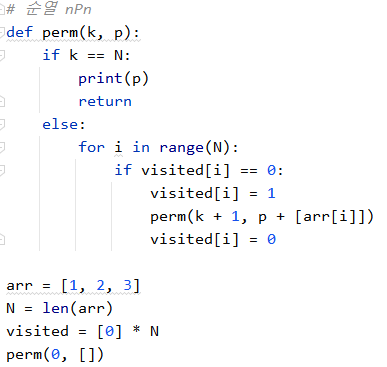 # 순열 nPn
def perm(k, p):
    if k == N:
        print(p)
        return
    else:
        for i in range(N):
            if visited[i] == 0:
                visited[i] = 1
                perm(k + 1, p + [arr[i]])
                visited[i] = 0

arr = [1, 2, 3]
N = len(arr)
visited = [0] * N
perm(0, [])